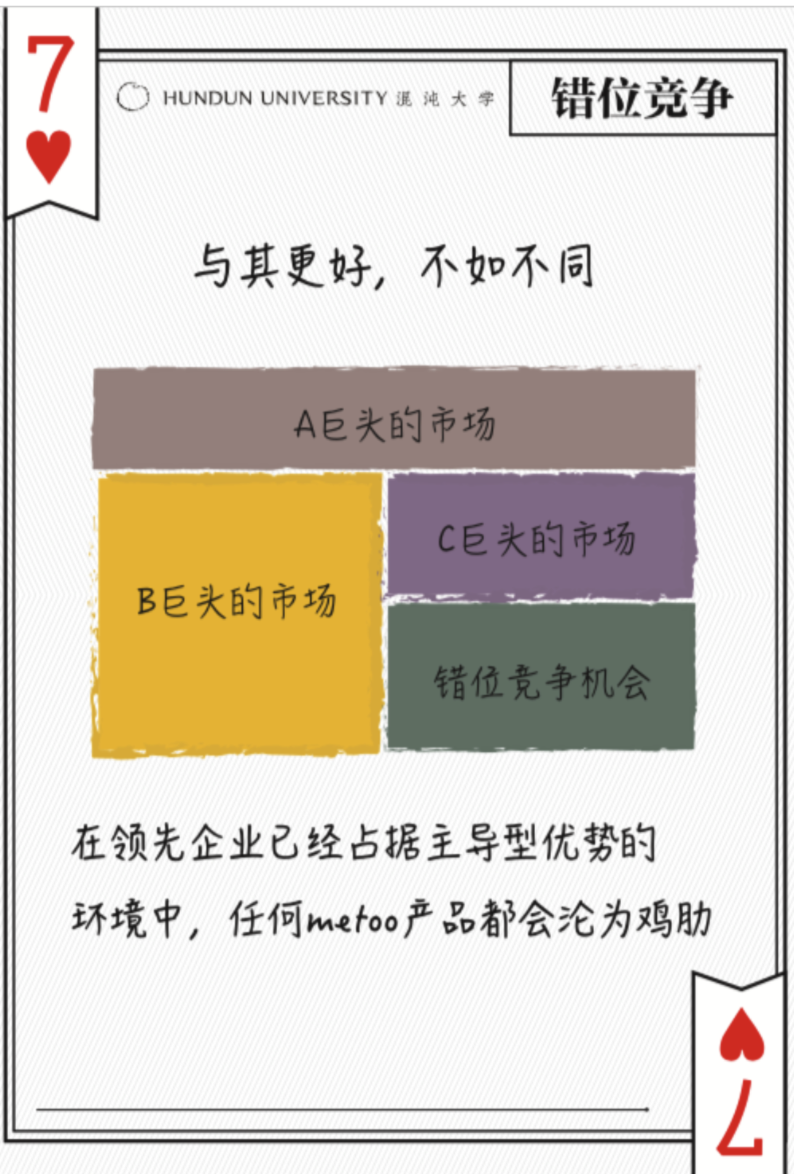 7
HUNDUN UNIVERSITY 混沌大学
错位竞争
与其更好，不如不同
A巨头的市场
B巨头的市场
C巨头的市场
错位竞争机会
在领先企业已经占据主导型优势的
环境中，任何metoo产品都会沦为鸡肋
7